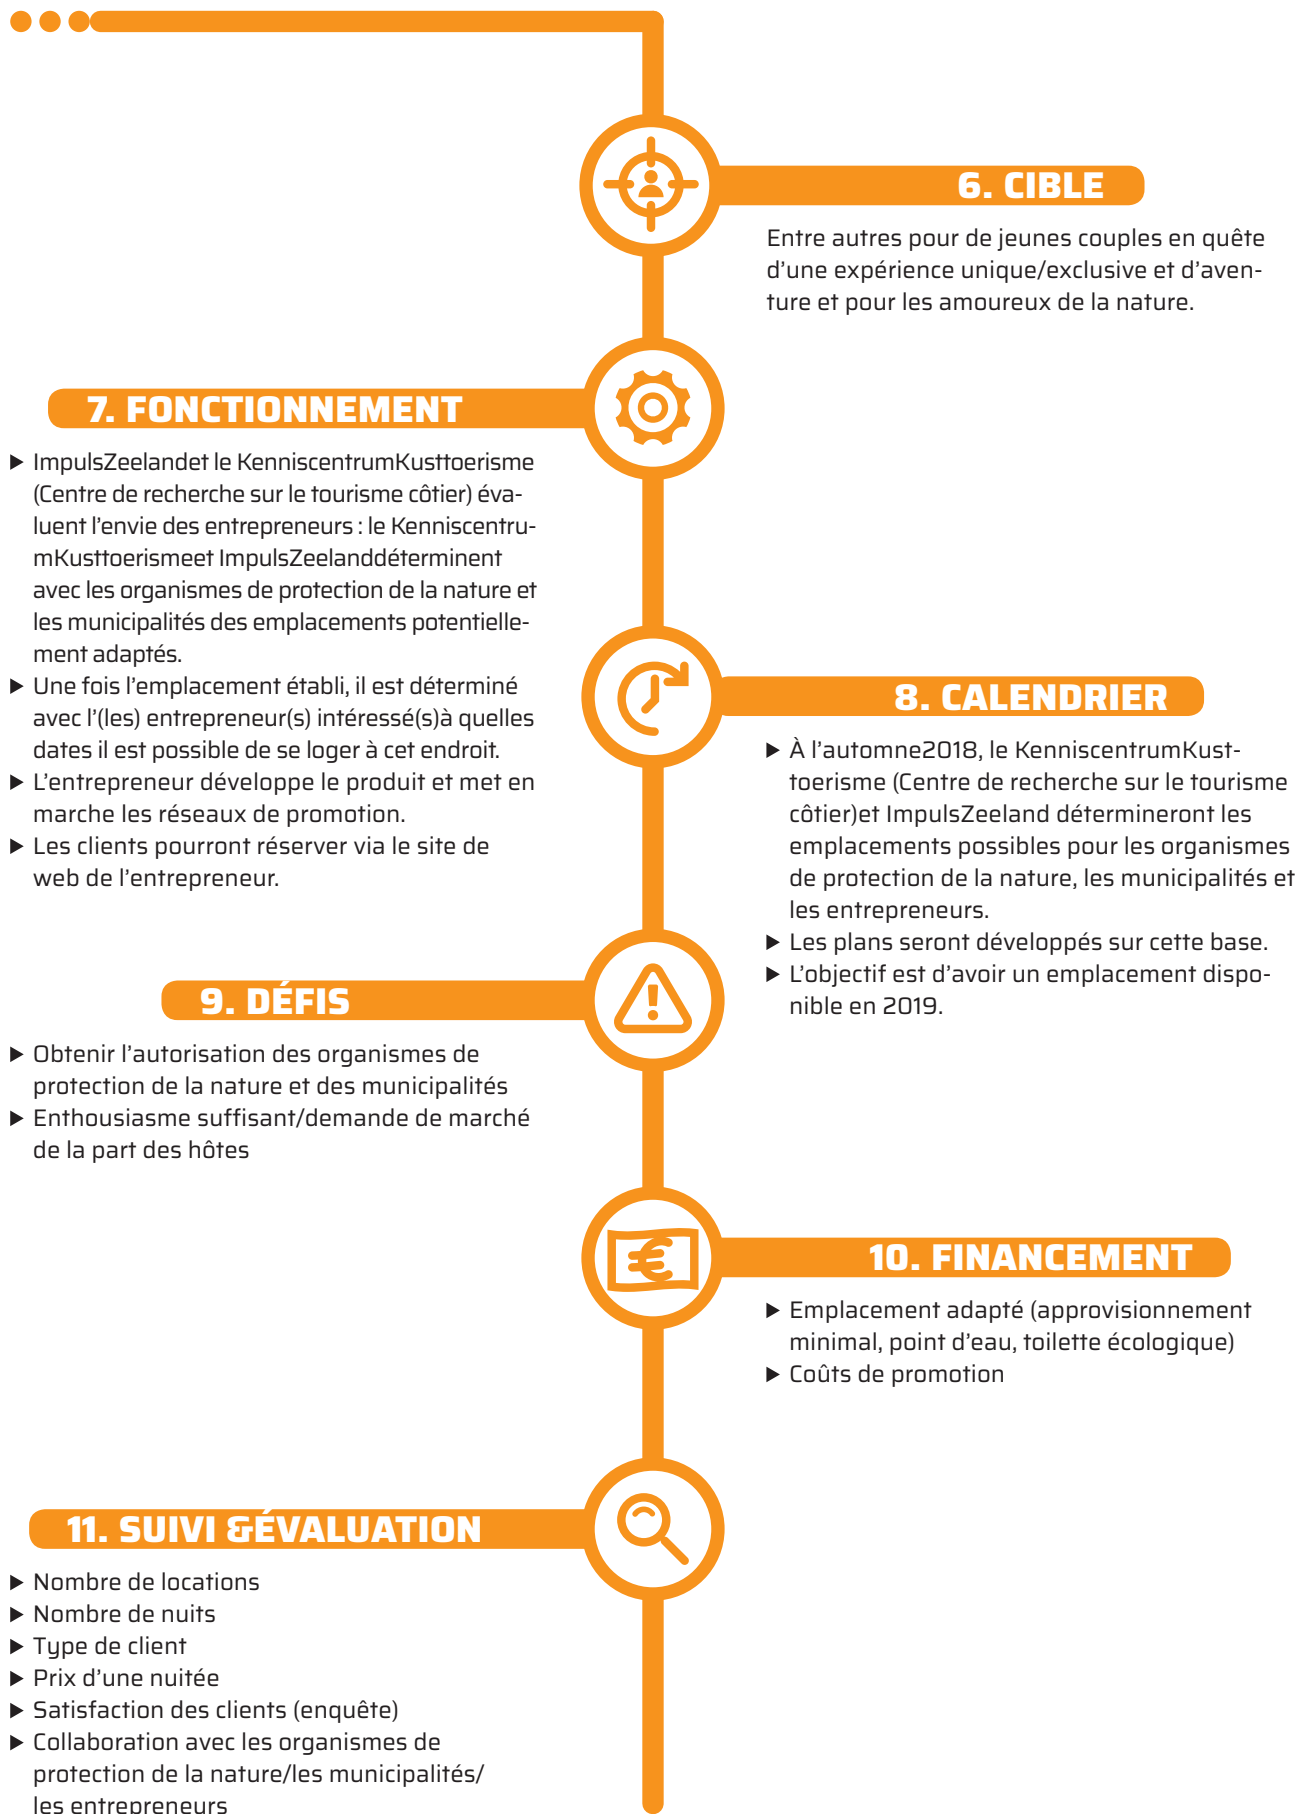 6. CIBLE
Entre autres pour de jeunes couples en quête
d’une expérience unique/exclusive et d’aven-
ture et pour les amoureux de la nature.
7. FONCTIONNEMENT
▶ ImpulsZeelandet le KenniscentrumKusttoerisme
(Centre de recherche sur le tourisme côtier) éva-
luent l’envie des entrepreneurs : le Kenniscentru-
mKusttoerismeet ImpulsZeelanddéterminent
avec les organismes de protection de la nature et
les municipalités des emplacements potentielle-
ment adaptés.
▶ Une fois l’emplacement établi, il est déterminé
avec l’(les) entrepreneur(s) intéressé(s)à quelles
dates il est possible de se loger à cet endroit.
▶ L’entrepreneur développe le produit et met en
marche les réseaux de promotion.
▶ Les clients pourront réserver via le site de
web de l’entrepreneur.
8. CALENDRIER
▶ À l’automne2018, le KenniscentrumKust-
toerisme (Centre de recherche sur le tourisme
côtier)et ImpulsZeeland détermineront les
emplacements possibles pour les organismes
de protection de la nature, les municipalités et
les entrepreneurs.
▶ Les plans seront développés sur cette base.
▶ L’objectif est d’avoir un emplacement dispo-
nible en 2019.
9. DÉFIS
▶ Obtenir l’autorisation des organismes de
protection de la nature et des municipalités
▶ Enthousiasme suffisant/demande de marché
de la part des hôtes
10. FINANCEMENT
▶ Emplacement adapté (approvisionnement
minimal, point d’eau, toilette écologique)
▶ Coûts de promotion
11. SUIVI &ÉVALUATION
▶ Nombre de locations
▶ Nombre de nuits
▶ Type de client
▶ Prix d’une nuitée
▶ Satisfaction des clients (enquête)
▶ Collaboration avec les organismes de
protection de la nature/les municipalités/
les entrepreneurs